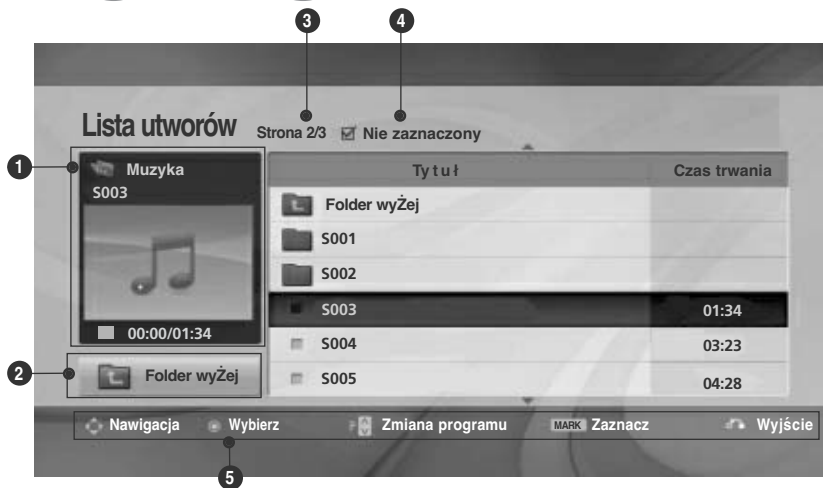 3 4
Lista utworów Strona 2/3 Nie zaznaczony
1 Muzyka
S003
00:00/01:34
2 Folder wyŻej
Tytuł Czas trwania
Folder wyŻej
S001
S002
S003 01:34
S004 03:23
S005 04:28
Nawigacja Wybierz P Zmiana programu MARK Zaznacz Wyjście
5